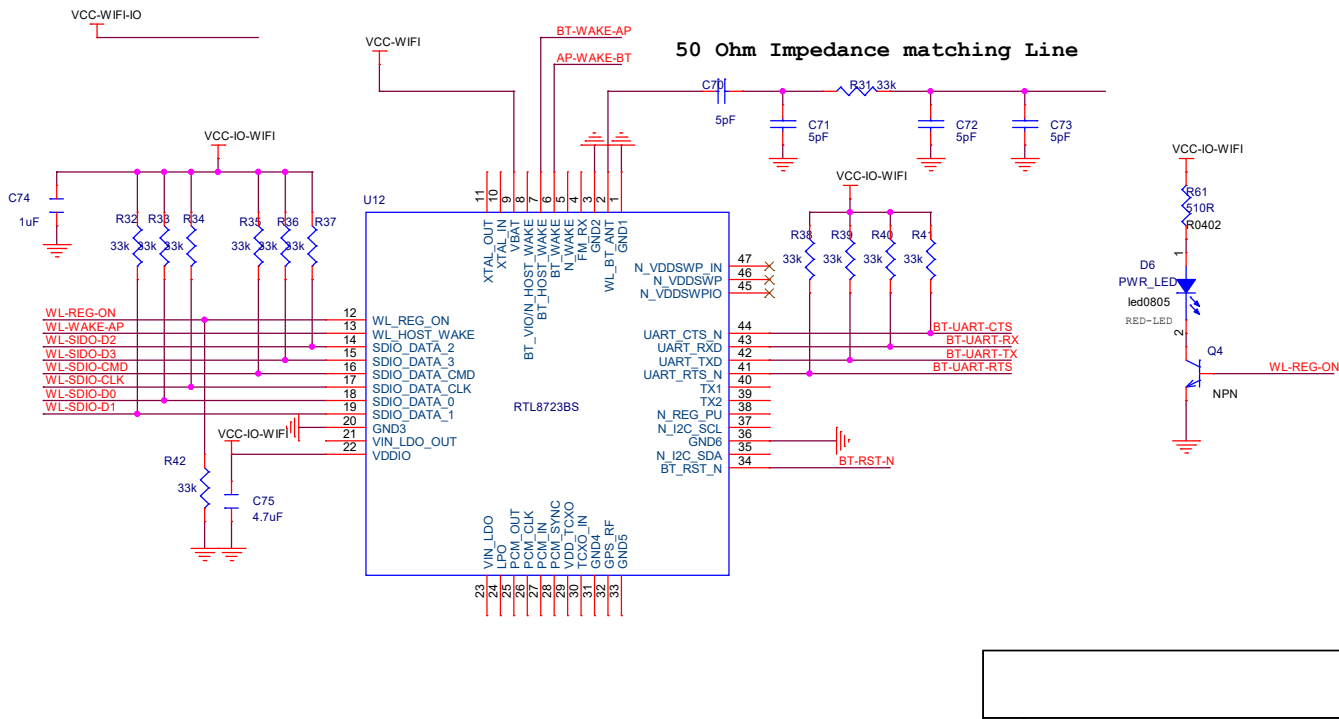 VCC-WIFI-IO
VCC-WIFI
BT-WAKE-AP
AP-WAKE-BT
50 Ohm Impedance matching Line
C70
5pF
R31 33k
C71
5pF
C72
5pF
C73
5pF
VCC-IO-WIFI
C74
1uF
R32
33k
R33
33k
R34
33k
R35
33k
R36
33k
R37
33k
U12
11
10
9
8
7
6
5
4
3
2
1
XTAL_OUT
XTAL_IN
VBAT
BT_VIO/N_HOST_WAKE
BT_HOST_WAKE
BT_WAKE
N_WAKE
FM_RX
GND2
WL_BT_ANT
GND1
VCC-IO-WIFI
R38
33k
R39
33k
R40
33k
R41
33k
VCC-IO-WIFI
R61
510R
R0402
1
D6
PWR_LED
led0805
RED-LED
2
Q4
NPN
WL-REG-ON
WL-REG-ON
WL-WAKE-AP
WL-SIDO-D2
WL-SIDO-D3
WL-SDIO-CMD
WL-SDIO-CLK
WL-SDIO-D0
WL-SDIO-D1
12 WL_REG_ON
13 WL_HOST_WAKE
14 SDIO_DATA_2
15 SDIO_DATA_3
16 SDIO_DATA_CMD
17 SDIO_DATA_CLK
18 SDIO_DATA_0
19 SDIO_DATA_1
20 GND3
21 VIN_LDO_OUT
22 VDDIO
VCC-IO-WIFI
R42
33k
C75
4.7uF
RTL8723BS
N_VDDSWP_IN 47
N_VDDSWP 46
N_VDDSWPIO 45
UART_CTS_N 44
UART_RXD 43
UART_TXD 42
UART_RTS_N 41
TX1 40
TX2 39
N_REG_PU 38
N_I2C_SCL 37
GND6 36
N_I2C_SDA 35
BT_RST_N 34
BT-UART-CTS
BT-UART-RX
BT-UART-TX
BT-UART-RTS
BT-RST-N
VIN_LDO
LPO
PCM_OUT
PCM_CLK
PCM_IN
PCM_SYNC
VDD_TCXO
TCXO_IN
GND4
GPS_RF
GND5
23
24
25
26
27
28
29
30
31
32
33